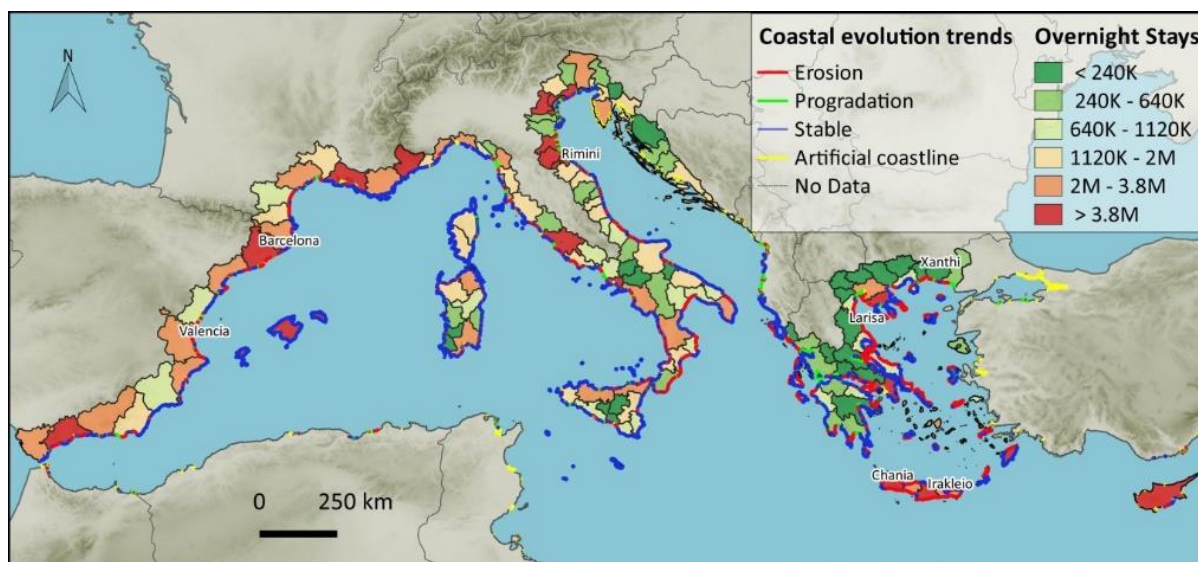 N
Coastal evolution trends
Erosion
Progradation
Stable
Artificial coastline
No Data
Overnight Stays
< 240K
240K - 640K
640K - 1120K
1120K - 2M
2M - 3.8M
> 3.8M
Rimini
Barcelona
Xanthi
Valencia
Larisa
Chania
Irakleio
0 250 km